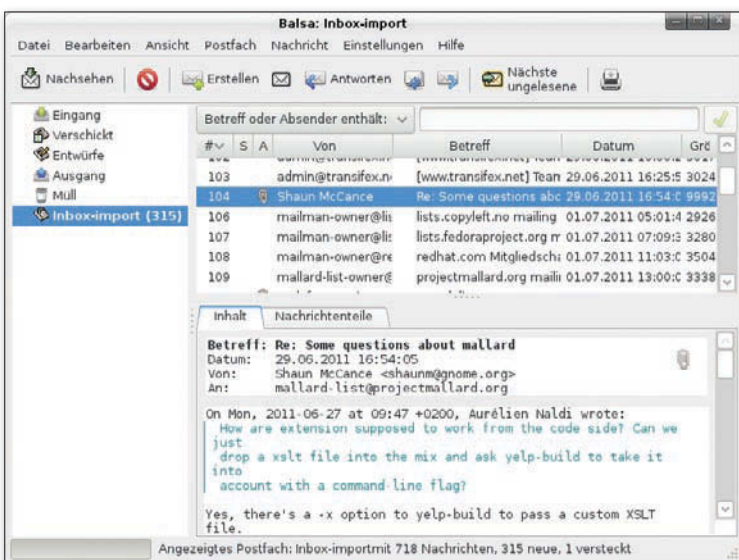 Balsa: Inbox-import
Datei Bearbeiten Ansicht Postfach Nachricht Einstellungen Hilfe
Nachsehen Erstellen Antworten Nächste ungelesene
Eingang
Verschickt
Entwürfe
Ausgang
Müll
Inbox-import (315)
Betreff oder Absender enthält:
# S A Von Betreff Datum Grö
103 admin@transifex.n [www.transifex.net] Team 29.06.2011 16:25:5 3024
104 Shaun McCance Re: Some questions abc 29.06.2011 16:54:0 9992
106 mailman-owner@lis lists.copyleft.no mailing 01.07.2011 05:01:4 2926
107 mailman-owner@lis lists.fedoraproject.org m 01.07.2011 07:09:3 3280
108 mailman-owner@re redhat.com Mitgliedscha 01.07.2011 11:03:0 3504
109 mallard-list-owner@ projectmallard.org mailin 01.07.2011 13:00:0 3338
Inhalt Nachrichtenteile
Betreff: Re: Some questions about mallard
Datum: 29.06.2011 16:54:05
Von: Shaun McCance <shaunm@gnome.org>
An: mallard-list@projectmallard.org
On Mon, 2011-06-27 at 09:47 +0200, Aurélien Naldi wrote:
How are extension supposed to work from the code side? Can we
just
drop a xslt file into the mix and ask yelp-build to take it
into
account with a command-line flag?
Yes, there's a -x option to yelp-build to pass a custom XSLT
file.
Angezeigtes Postfach: Inbox-importmit 718 Nachrichten, 315 neue, 1 versteckt